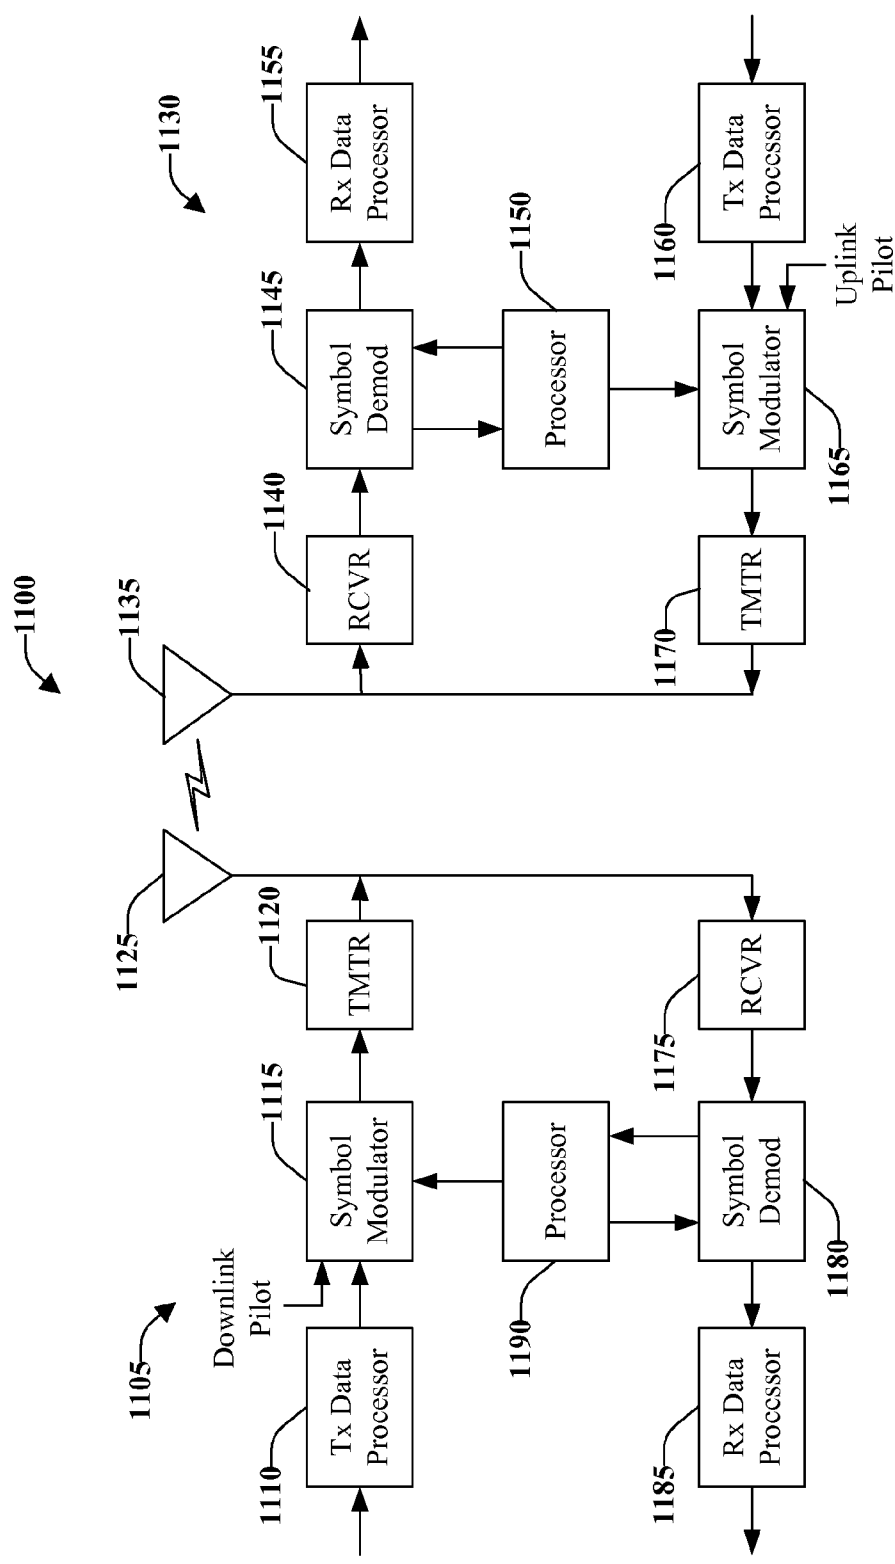 1100
1105
1125
1135
1130
Downlink
Pilot
1110
1115
1120
1140
1145
1155
Tx Data
Processor
Symbol
Modulator
TMTR
RCVR
Symbol
Demod
Rx Data
Processor
1190
Processor
Processor
1150
1185
1175
1170
1160
Rx Data
Processor
Symbol
Demod
RCVR
TMTR
Symbol
Modulator
Tx Data
Processor
1180
1165
Uplink
Pilot